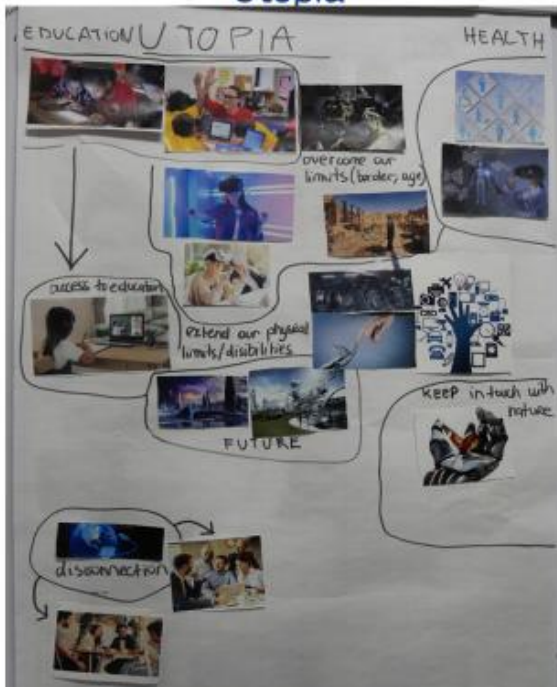 Utopia
EDUCATION UTOPIA
HEALTH
overcome our
limits (border, age)
access to education
extend our physical
limits/disibilities
FUTURE
KEEP in touch with
nature
disconnection